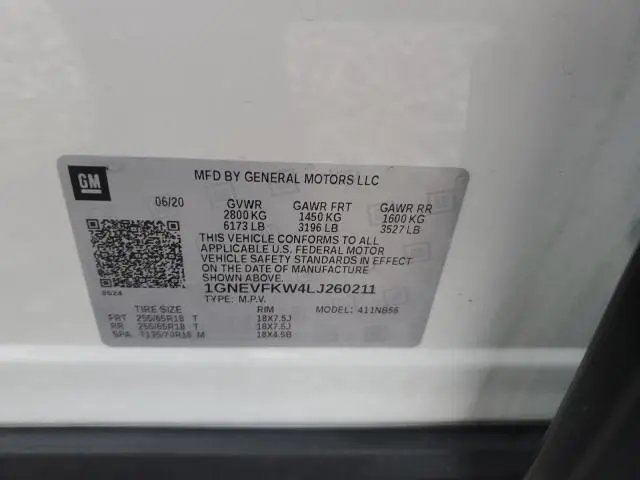 GM
MFD BY GENERAL MOTORS LLC
06/20 GVWR GAWR FRT GAWR RR
2800 KG 1450 KG 1600 KG
6173 LB 3196 LB 3527 LB
THIS VEHICLE CONFORMS TO ALL
APPLICABLE U.S. FEDERAL MOTOR
VEHICLE SAFETY STANDARDS IN EFFECT
ON THE DATE OF MANUFACTURE
SHOWN ABOVE.
1GNEVFKW4LJ260211
TYPE: M.P.V. MODEL: 411NB56
TIRE SIZE RIM
FRT 255/65R18 T 18X7.5J
RR 255/65R18 T 18X7.5J
SPA M 18X4.5B